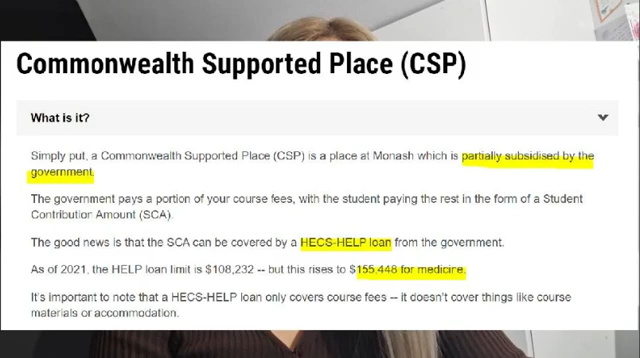 Commonwealth Supported Place (CSP)
What is it?
Simply put, a Commonwealth Supported Place (CSP) is a place at Monash which is partially subsidised by the
government.
The government pays a portion of your course fees, with the student paying the rest in the form of a Student
Contribution Amount (SCA).
The good news is that the SCA can be covered by a HECS-HELP loan from the government.
As of 2021, the HELP loan limit is $108,232 -- but this rises to $155,448 for medicine.
It's important to note that a HECS-HELP loan only covers course fees -- it doesn't cover things like course
materials or accommodation.